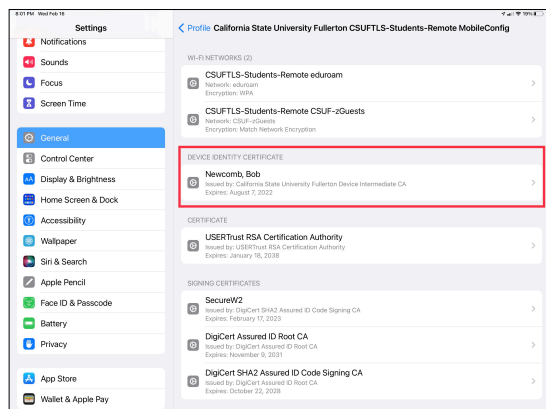 8:01 PM Wed Feb 16
19%
Settings
Profile California State University Fullerton CSUFTLS-Students-Remote MobileConfig
Notifications
Sounds
Focus
Screen Time
General
Control Center
AA Display & Brightness
Home Screen & Dock
Accessibility
Wallpaper
Siri & Search
Apple Pencil
Face ID & Passcode
Battery
Privacy
App Store
Wallet & Apple Pay
WI-FI NETWORKS (2)
CSUFTLS-Students-Remote eduroam
Network: eduroam
Encryption: WPA
CSUFTLS-Students-Remote CSUF-zGuests
Network: CSUF-zGuests
Encryption: Match Network Encryption
DEVICE IDENTITY CERTIFICATE
Newcomb, Bob
Issued by: California State University Fullerton Device Intermediate CA
Expires: August 7, 2022
CERTIFICATE
USERTrust RSA Certification Authority
Issued by: USERTrust RSA Certification Authority
Expires: January 18, 2038
SIGNING CERTIFICATES
SecureW2
Issued by: DigiCert SHA2 Assured ID Code Signing CA
Expires: February 17, 2023
DigiCert Assured ID Root CA
Issued by: DigiCert Assured ID Root CA
Expires: November 9, 2031
DigiCert SHA2 Assured ID Code Signing CA
Issued by: DigiCert Assured ID Root CA
Expires: October 22, 2028